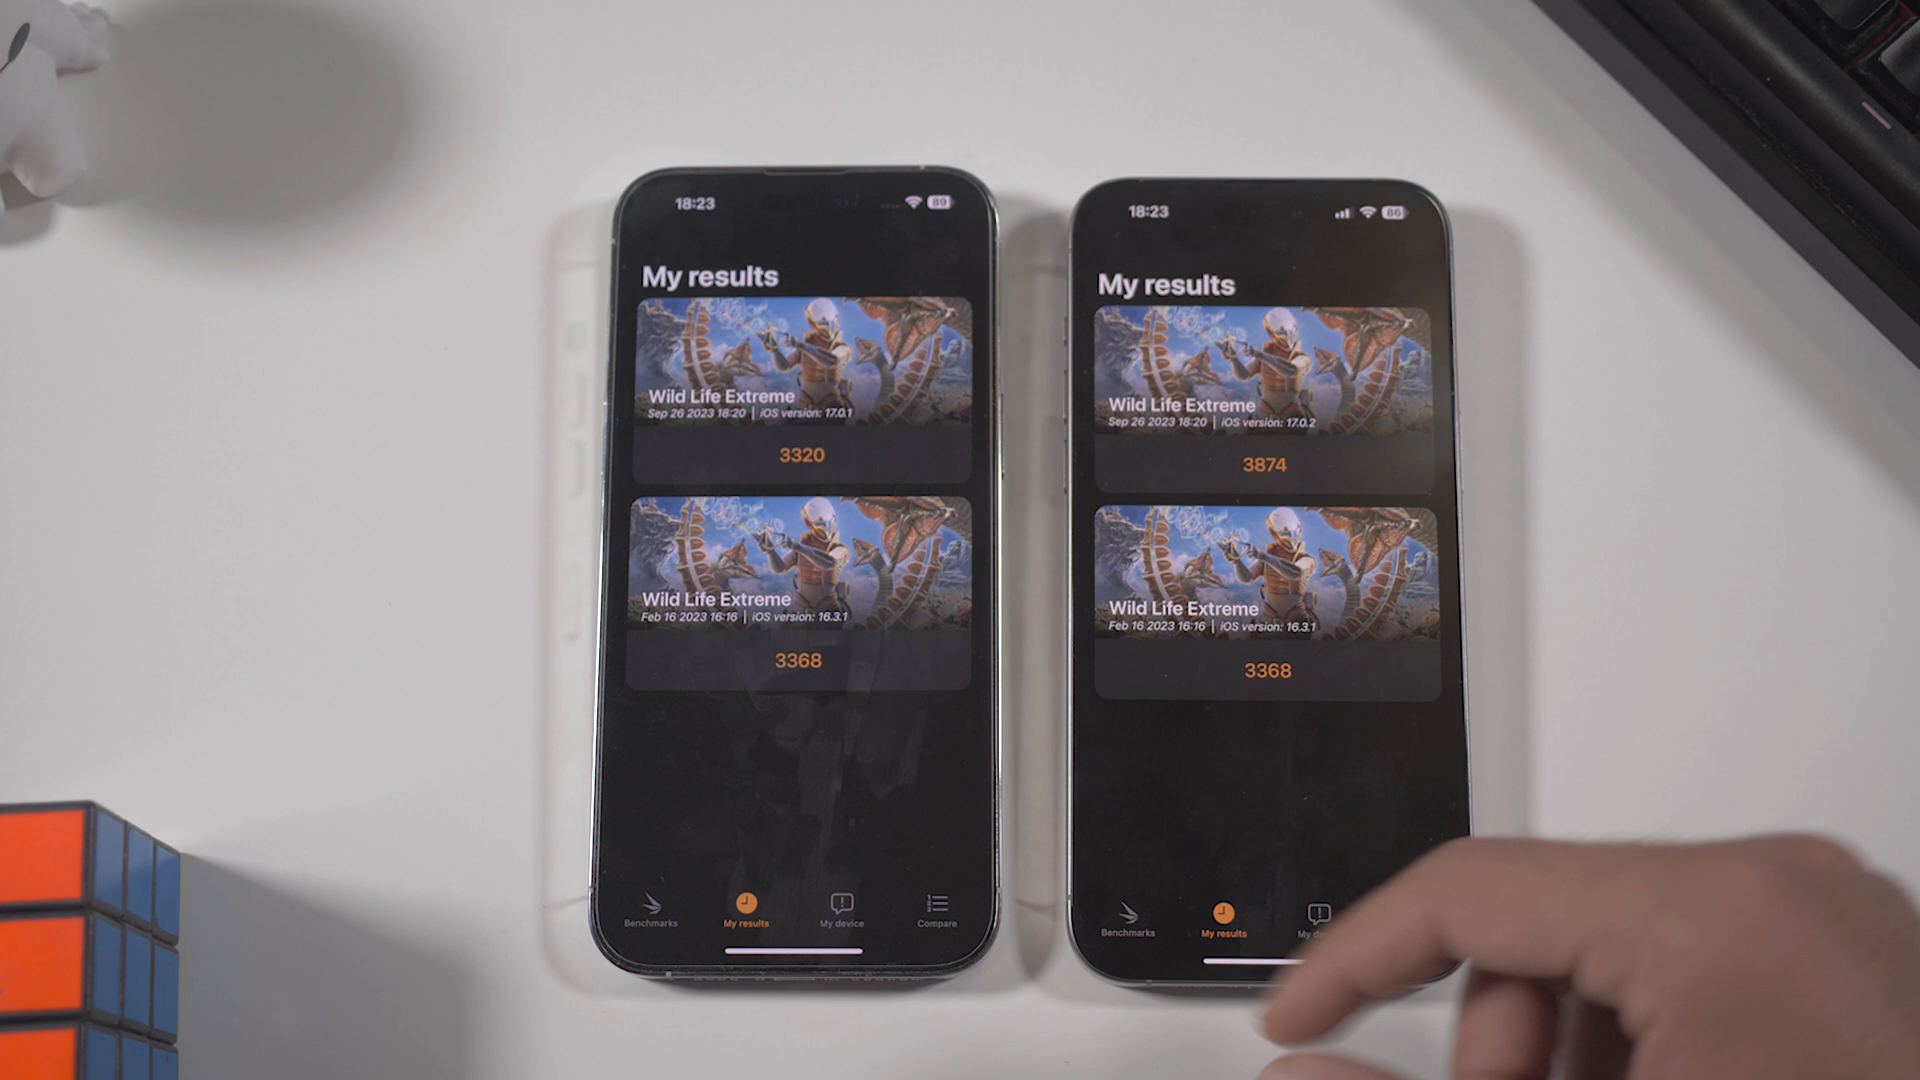 18:23
89
My results
Wild Life Extreme
Sep 26 2023 18:20 | iOS version: 17.0.1
3320
Wild Life Extreme
Feb 16 2023 16:16 | iOS version: 16.3.1
3368
Benchmarks
My results
My device
Compare
18:23
86
My results
Wild Life Extreme
Sep 26 2023 18:20 | iOS version: 17.0.2
3874
Wild Life Extreme
Feb 16 2023 16:16 | iOS version: 16.3.1
3368
Benchmarks
My results
My